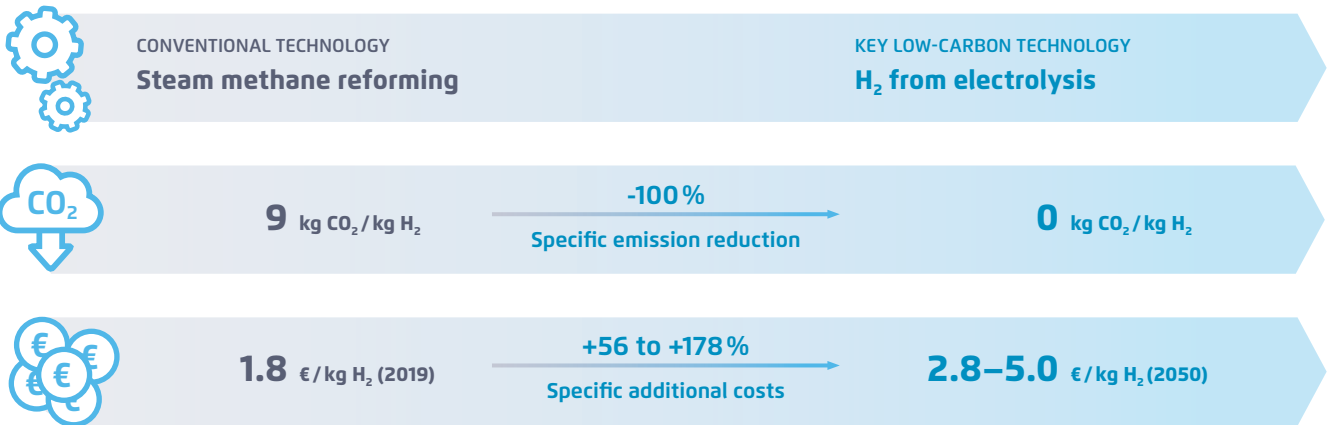 CONVENTIONAL TECHNOLOGY
Steam methane reforming
KEY LOW-CARBON TECHNOLOGY
H₂ from electrolysis
CO₂
9 kg CO₂/kg H₂
-100%
Specific emission reduction
0 kg CO₂/kg H₂
€
€
€
€
€
1.8 €/kg H₂ (2019)
+56 to +178%
Specific additional costs
2.8–5.0 €/kg H₂ (2050)